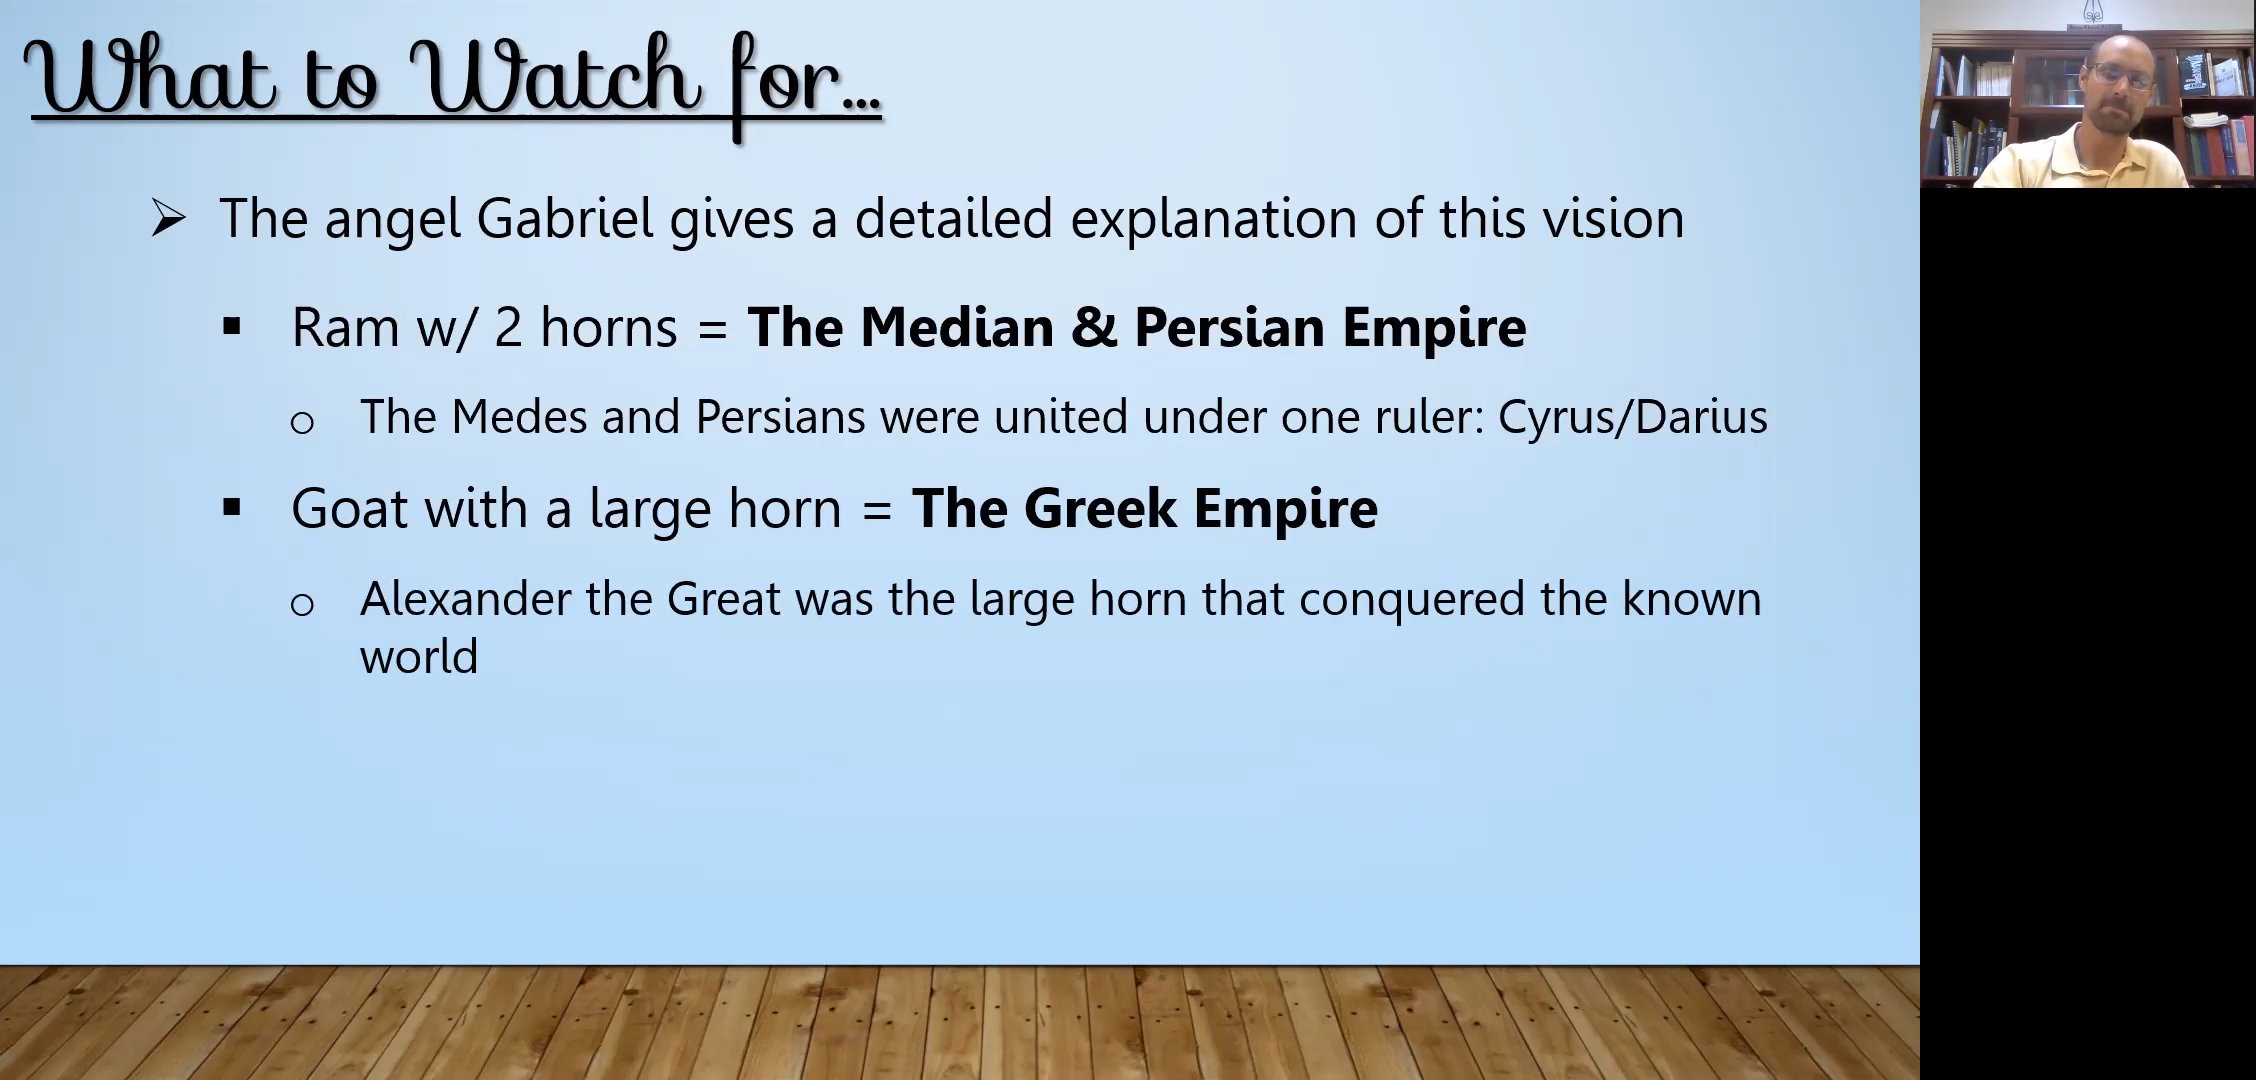 What to Watch for...
➢ The angel Gabriel gives a detailed explanation of this vision
▪ Ram w/ 2 horns = The Median & Persian Empire
o The Medes and Persians were united under one ruler: Cyrus/Darius
▪ Goat with a large horn = The Greek Empire
o Alexander the Great was the large horn that conquered the known
world